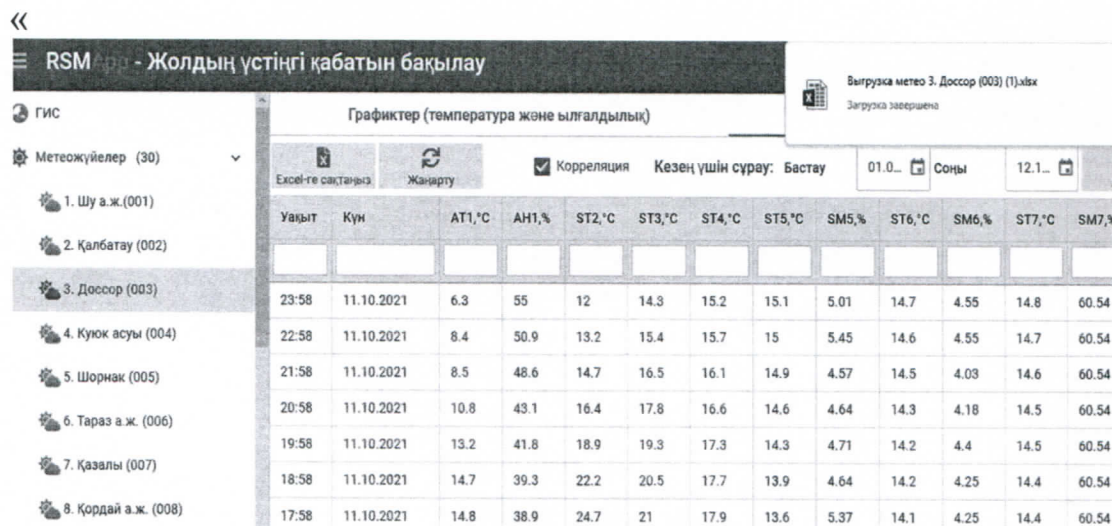 «
RSM App - Жолдың үстіңгі қабатын бақылау
Выгрузка метео 3. Доссор (003) (1).xlsx
Загрузка завершена
ГИС
Графиктер (температура және ылғалдылық)
Метеожүйелер (30)
Excel-ге сақтаңыз
Жаңарту
Корреляция
Кезең үшін сұрау: Бастау 01.0... Соңы 12.1...
1. Шу а.ж.(001)
2. Қалбатау (002)
3. Доссор (003)
4. Куюк асуы (004)
5. Шорнак (005)
6. Тараз а.ж. (006)
7. Қазалы (007)
8. Қордай а.ж. (008)
Уақыт Күн AT1,°C AH1,% ST2,°C ST3,°C ST4,°C ST5,°C SM5,% ST6,°C SM6,% ST7,°C SM7,%
23:58 11.10.2021 6.3 55 12 14.3 15.2 15.1 5.01 14.7 4.55 14.8 60.54
22:58 11.10.2021 8.4 50.9 13.2 15.4 15.7 15 5.45 14.6 4.55 14.7 60.54
21:58 11.10.2021 8.5 48.6 14.7 16.5 16.1 14.9 4.57 14.5 4.03 14.6 60.54
20:58 11.10.2021 10.8 43.1 16.4 17.8 16.6 14.6 4.64 14.3 4.18 14.5 60.54
19:58 11.10.2021 13.2 41.8 18.9 19.3 17.3 14.3 4.71 14.2 4.4 14.5 60.54
18:58 11.10.2021 14.7 39.3 22.2 20.5 17.7 13.9 4.64 14.2 4.25 14.4 60.54
17:58 11.10.2021 14.8 38.9 24.7 21 17.9 13.6 5.37 14.1 4.25 14.4 60.54